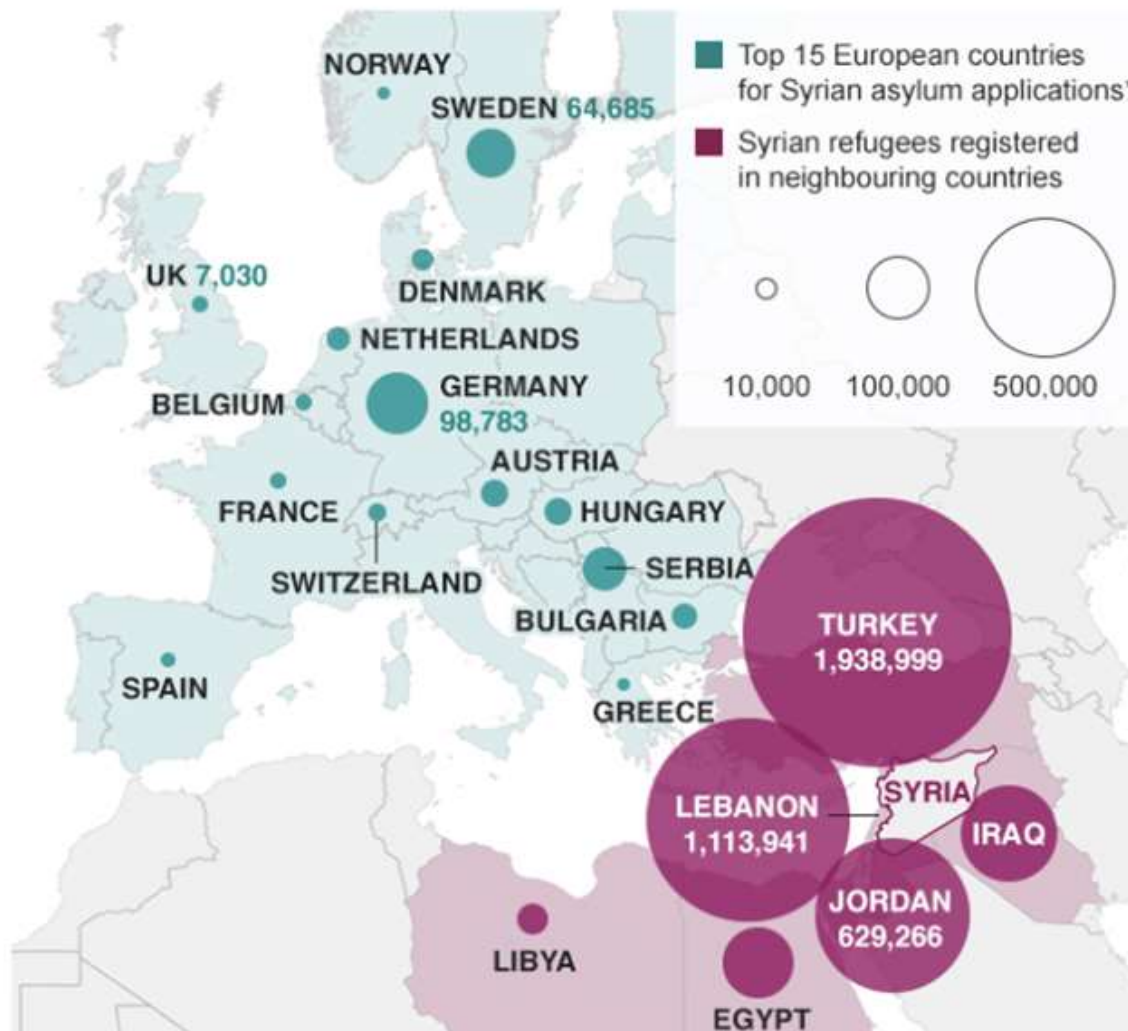 Top 15 European countries
for Syrian asylum applications*
Syrian refugees registered
in neighbouring countries
10,000 100,000 500,000
NORWAY
SWEDEN 64,685
UK 7,030
DENMARK
NETHERLANDS
BELGIUM
GERMANY
98,783
AUSTRIA
FRANCE
HUNGARY
SWITZERLAND
SERBIA
BULGARIA
SPAIN
GREECE
TURKEY
1,938,999
SYRIA
LEBANON
1,113,941
IRAQ
JORDAN
629,266
LIBYA
EGYPT